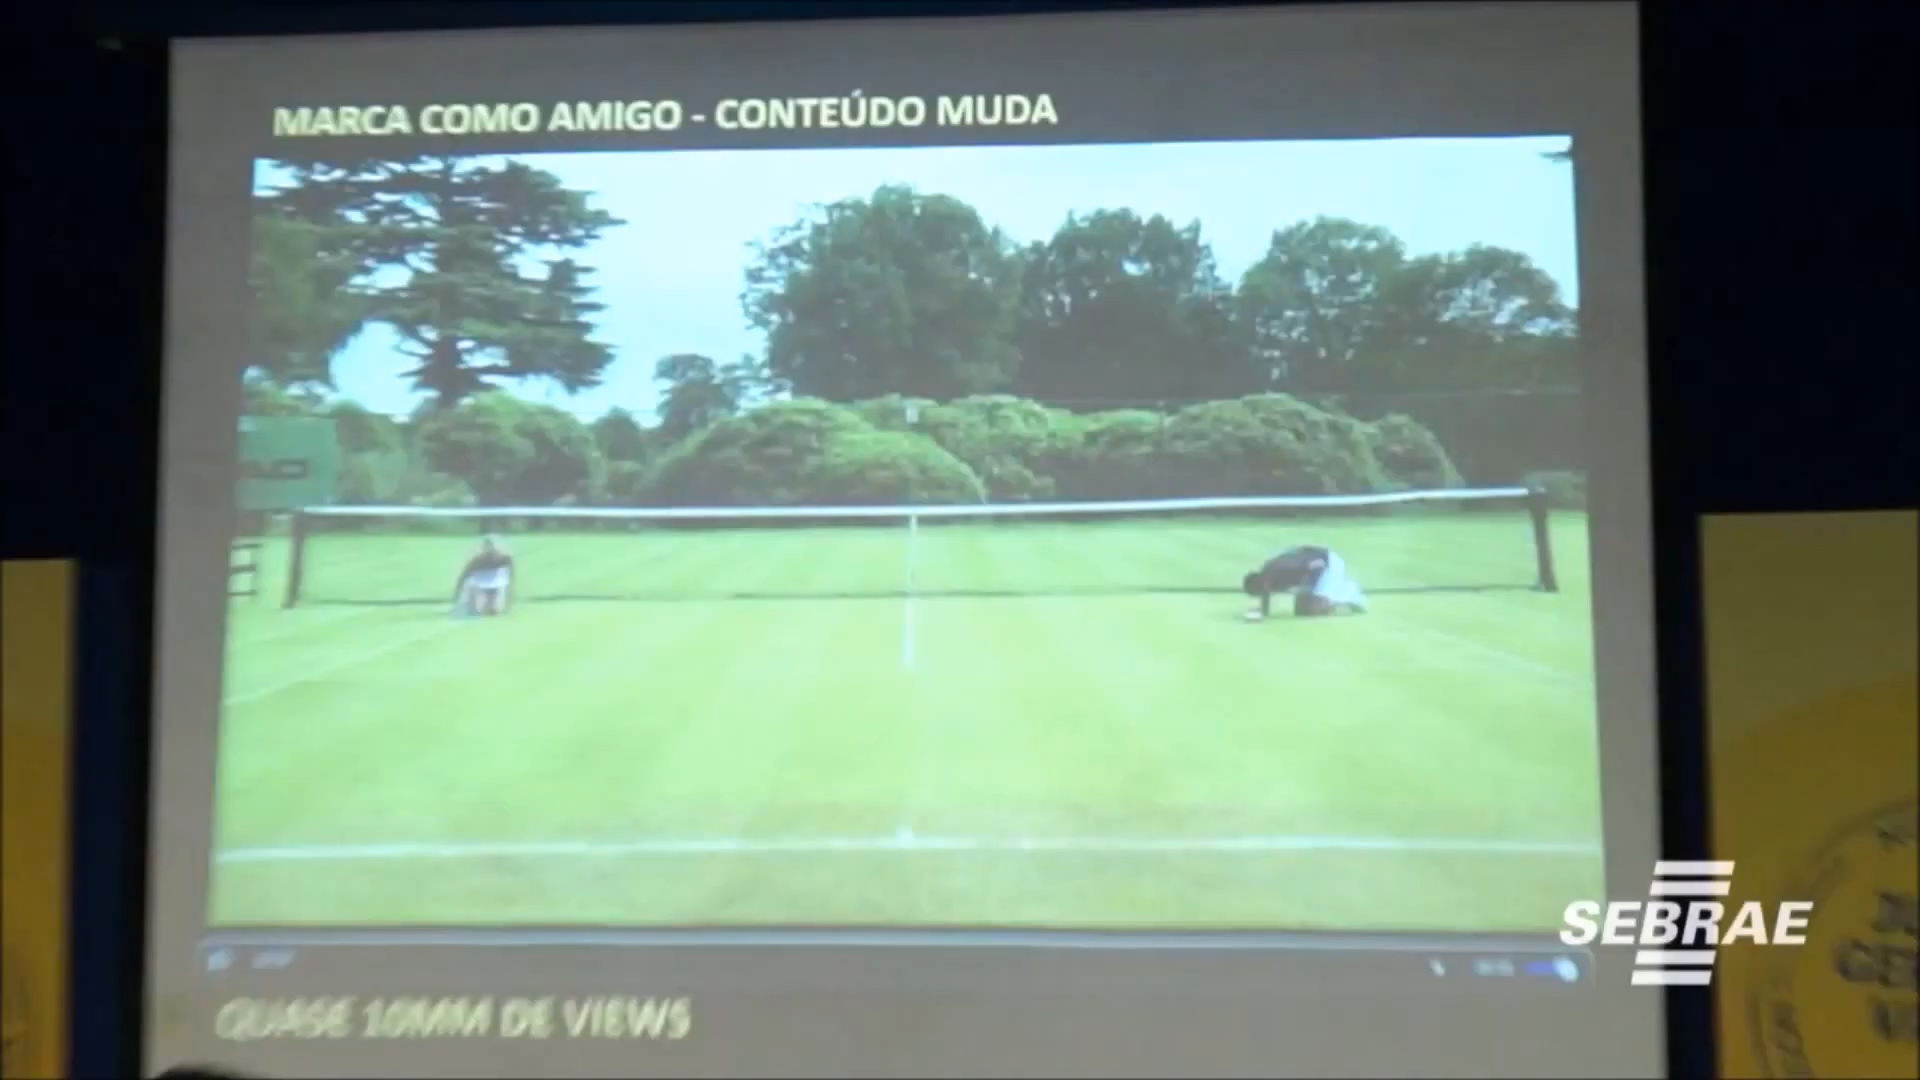 MARCA COMO AMIGO - CONTEÚDO MUDA
SEBRAE
QUASE 10MM DE VIEWS